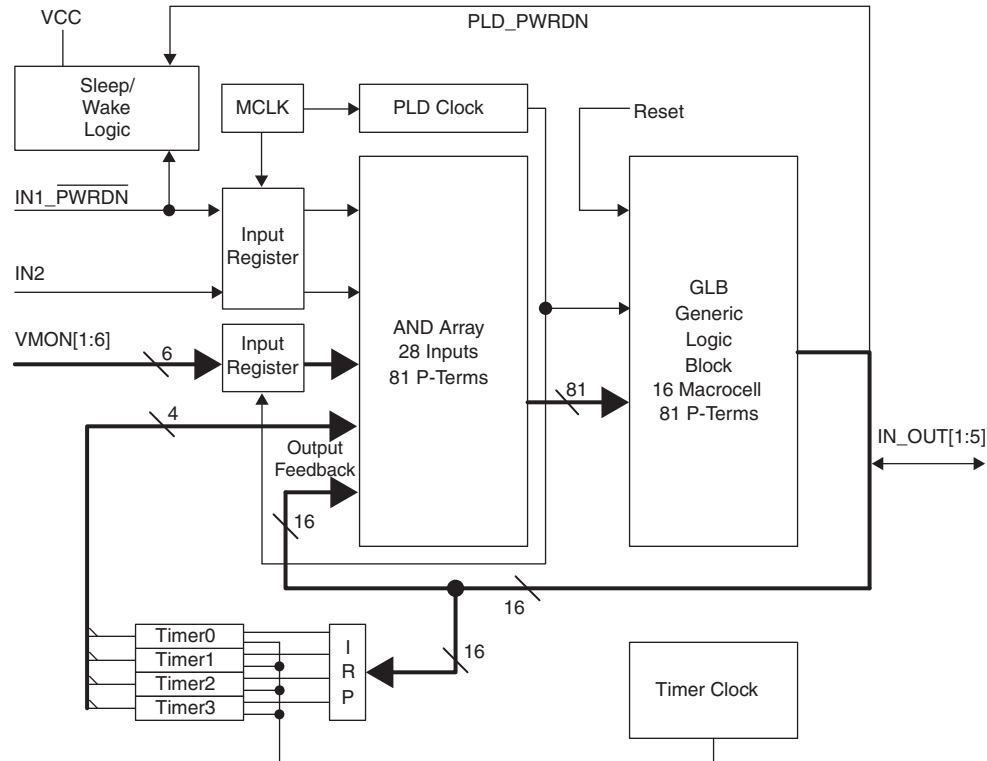 VCC
PLD_PWRDN
Sleep/
Wake
Logic
MCLK
PLD Clock
Reset
IN1_PWRDN
Input
Register
IN2
GLB
Generic
Logic
Block
16 Macrocell
81 P-Terms
VMON[1:6]
6
Input
Register
AND Array
28 Inputs
81 P-Terms
81
4
Output
Feedback
IN_OUT[1:5]
16
16
16
Timer0
Timer1
Timer2
Timer3
I
R
P
Timer Clock